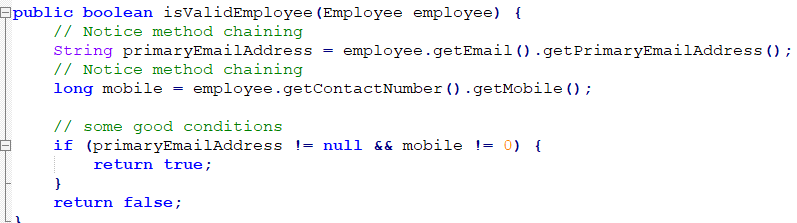 public boolean isValidEmployee(Employee employee) {
    // Notice method chaining
    String primaryEmailAddress = employee.getEmail().getPrimaryEmailAddress();
    // Notice method chaining
    long mobile = employee.getContactNumber().getMobile();

    // some good conditions
    if (primaryEmailAddress != null && mobile != 0) {
        return true;
    }
    return false;
}